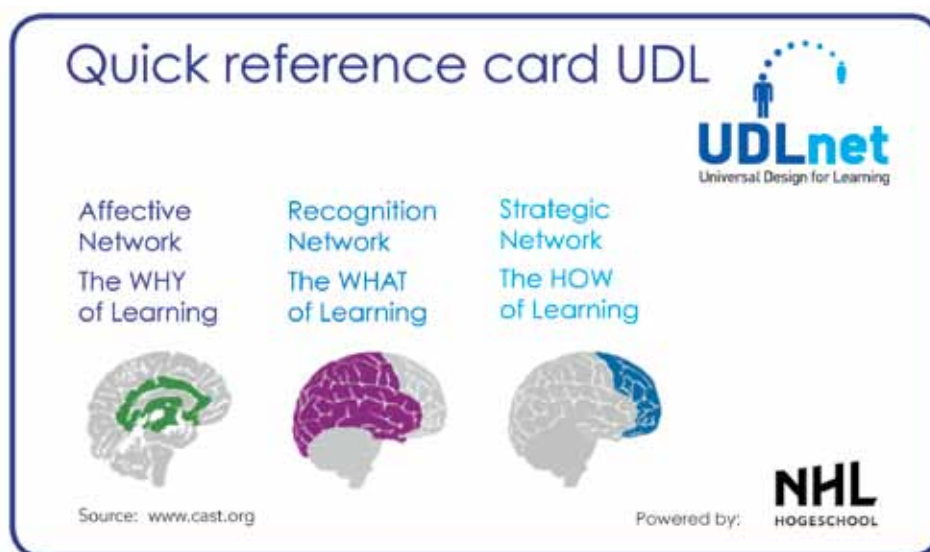 Quick reference card UDL
UDLnet
Universal Design for Learning
Affective
Network
The WHY
of Learning
Recognition
Network
The WHAT
of Learning
Strategic
Network
The HOW
of Learning
Source: www.cast.org
Powered by:
NHL
HOGESCHOOL